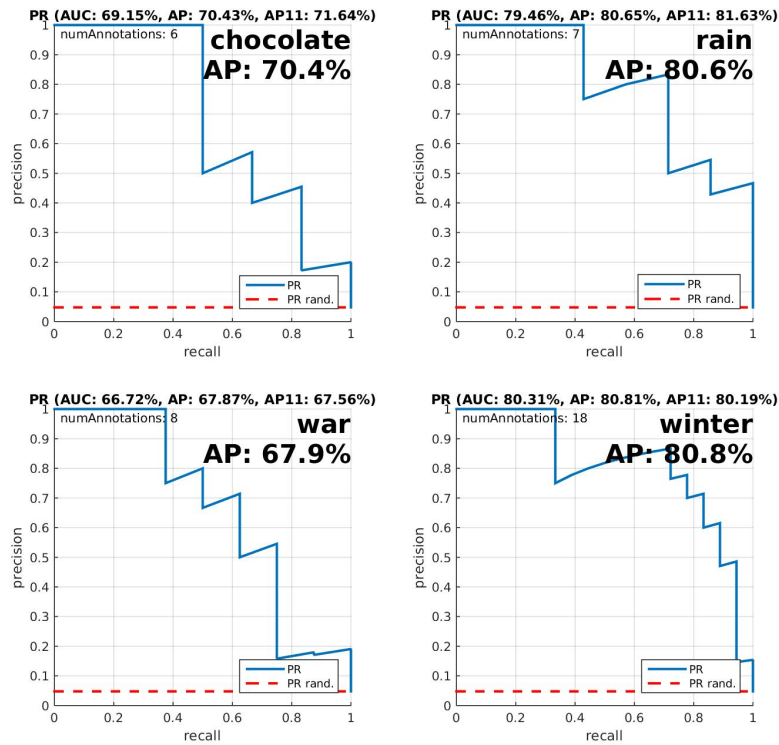 PR (AUC: 69.15%, AP: 70.43%, AP11: 71.64%)
numAnnotations: 6
chocolate
AP: 70.4%
1
0.9
0.8
0.7
0.6
0.5
0.4
0.3
0.2
0.1
0
precision
PR
PR rand.
0 0.2 0.4 0.6 0.8 1
recall
PR (AUC: 79.46%, AP: 80.65%, AP11: 81.63%)
numAnnotations: 7
rain
AP: 80.6%
1
0.9
0.8
0.7
0.6
0.5
0.4
0.3
0.2
0.1
0
precision
PR
PR rand.
0 0.2 0.4 0.6 0.8 1
recall
PR (AUC: 66.72%, AP: 67.87%, AP11: 67.56%)
numAnnotations: 8
war
AP: 67.9%
1
0.9
0.8
0.7
0.6
0.5
0.4
0.3
0.2
0.1
0
precision
PR
PR rand.
0 0.2 0.4 0.6 0.8 1
recall
PR (AUC: 80.31%, AP: 80.81%, AP11: 80.19%)
numAnnotations: 18
winter
AP: 80.8%
1
0.9
0.8
0.7
0.6
0.5
0.4
0.3
0.2
0.1
0
precision
PR
PR rand.
0 0.2 0.4 0.6 0.8 1
recall